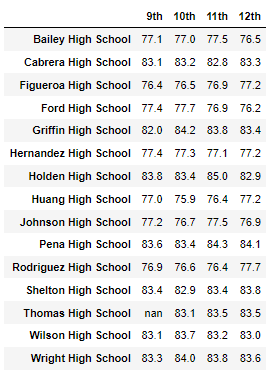 9th 10th 11th 12th
Bailey High School 77.1 77.0 77.5 76.5
Cabrera High School 83.1 83.2 82.8 83.3
Figueroa High School 76.4 76.5 76.9 77.2
Ford High School 77.4 77.7 76.9 76.2
Griffin High School 82.0 84.2 83.8 83.4
Hernandez High School 77.4 77.3 77.1 77.2
Holden High School 83.8 83.4 85.0 82.9
Huang High School 77.0 75.9 76.4 77.2
Johnson High School 77.2 76.7 77.5 76.9
Pena High School 83.6 83.4 84.3 84.1
Rodriguez High School 76.9 76.6 76.4 77.7
Shelton High School 83.4 82.9 83.4 83.8
Thomas High School nan 83.1 83.5 83.5
Wilson High School 83.1 83.7 83.2 83.0
Wright High School 83.3 84.0 83.8 83.6